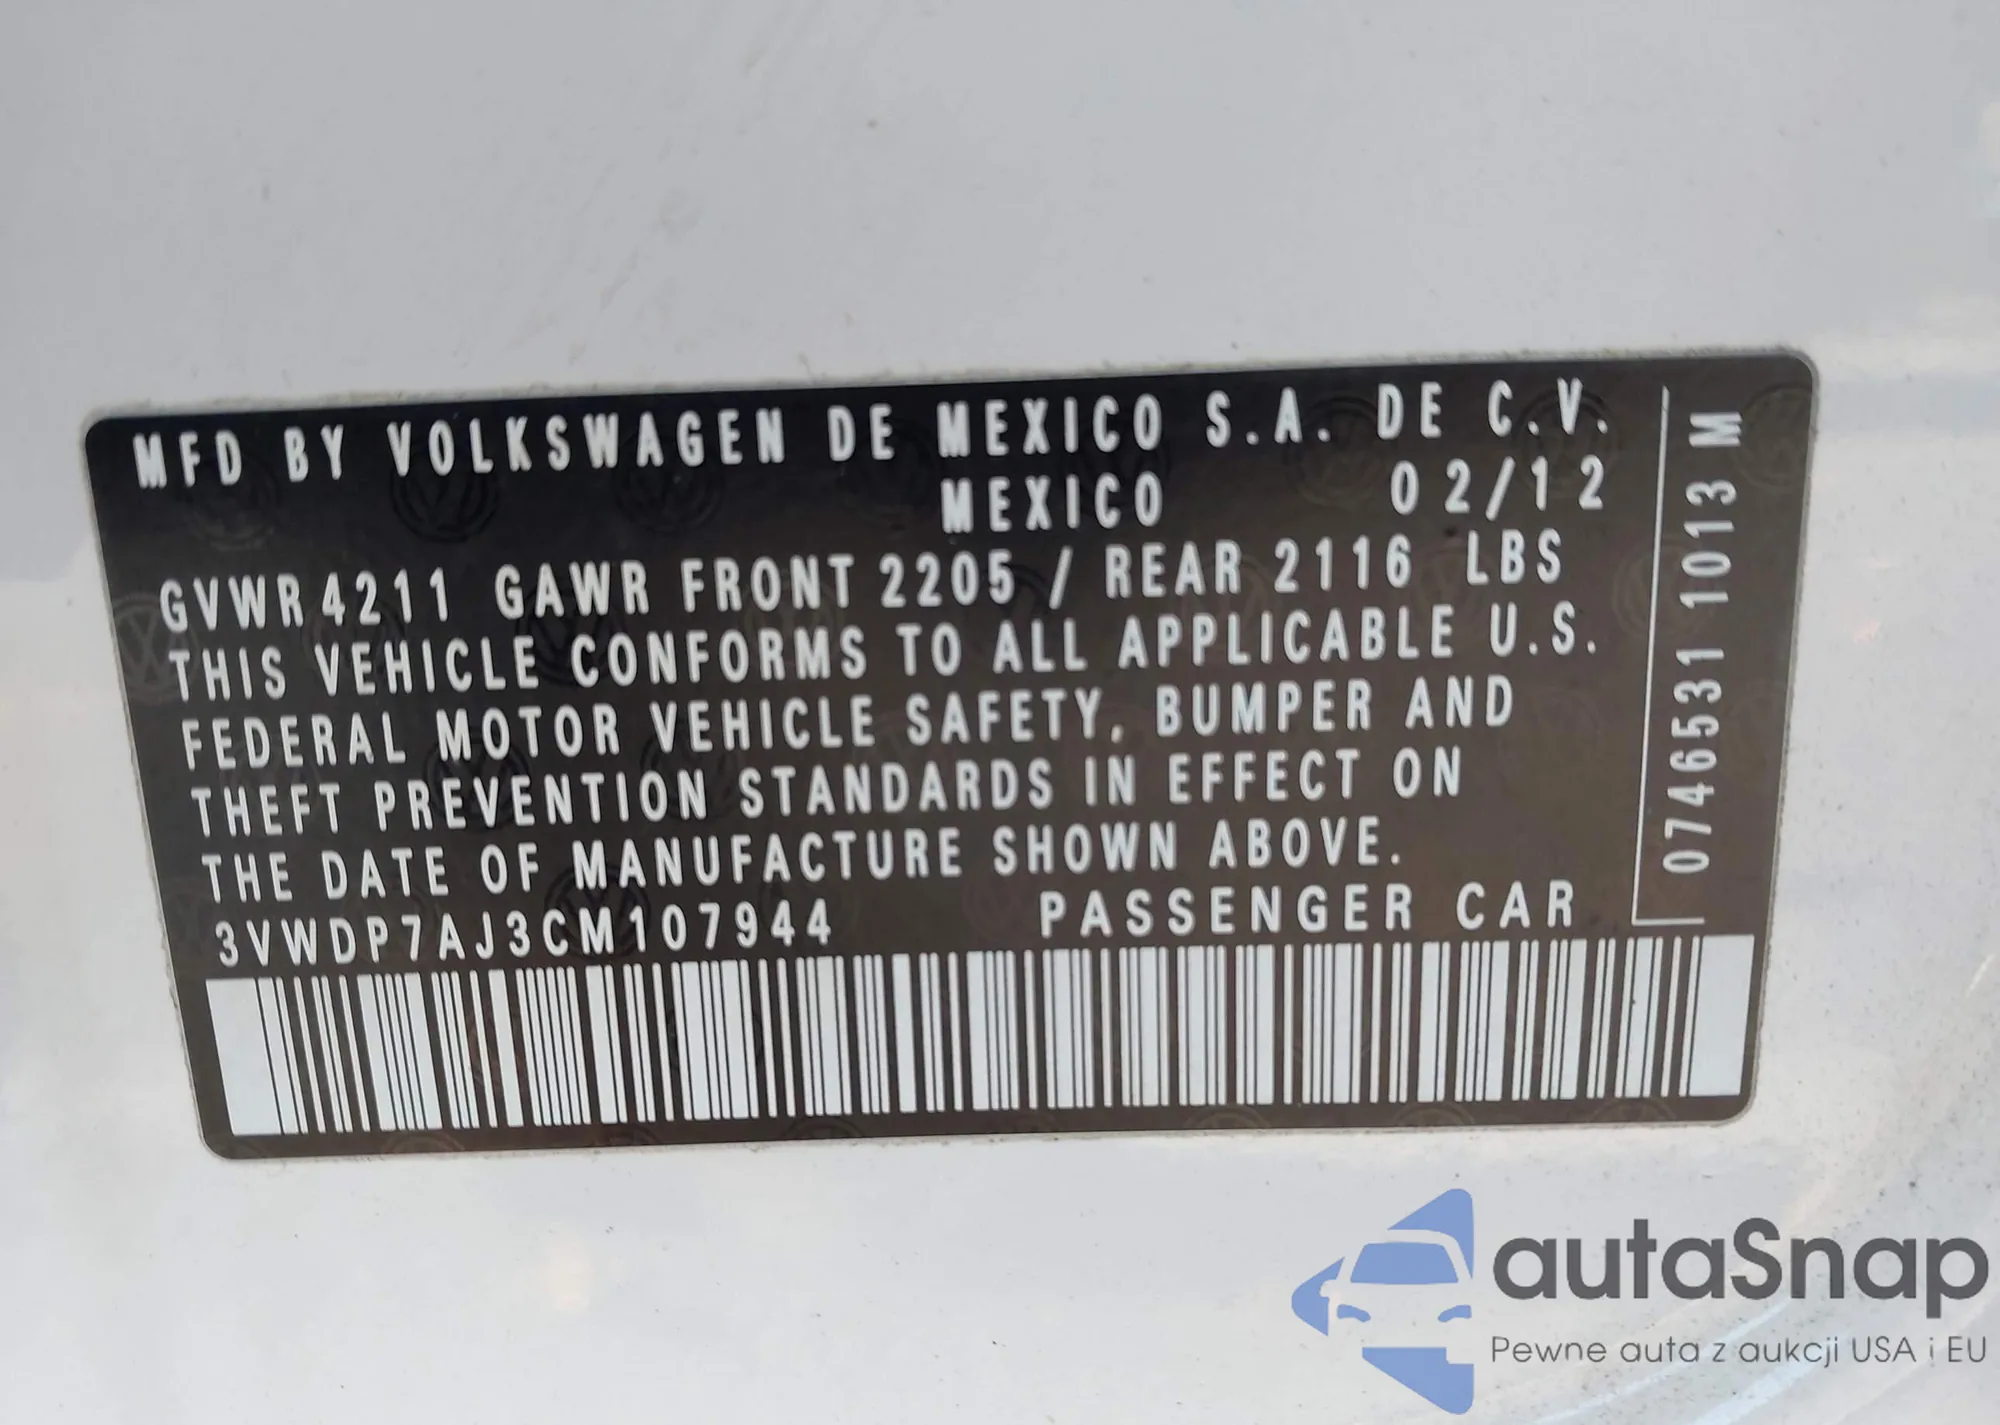 MFD BY VOLKSWAGEN DE MEXICO S.A. DE C.V.
MEXICO 02/12
GVWR 4211 GAWR FRONT 2205 / REAR 2116 LBS
THIS VEHICLE CONFORMS TO ALL APPLICABLE U.S.
FEDERAL MOTOR VEHICLE SAFETY, BUMPER AND
THEFT PREVENTION STANDARDS IN EFFECT ON
THE DATE OF MANUFACTURE SHOWN ABOVE.
3VWDP7AJ3CM107944 PASSENGER CAR
0746531 1013 M
autaSnap
Pewne auta z aukcji USA i EU